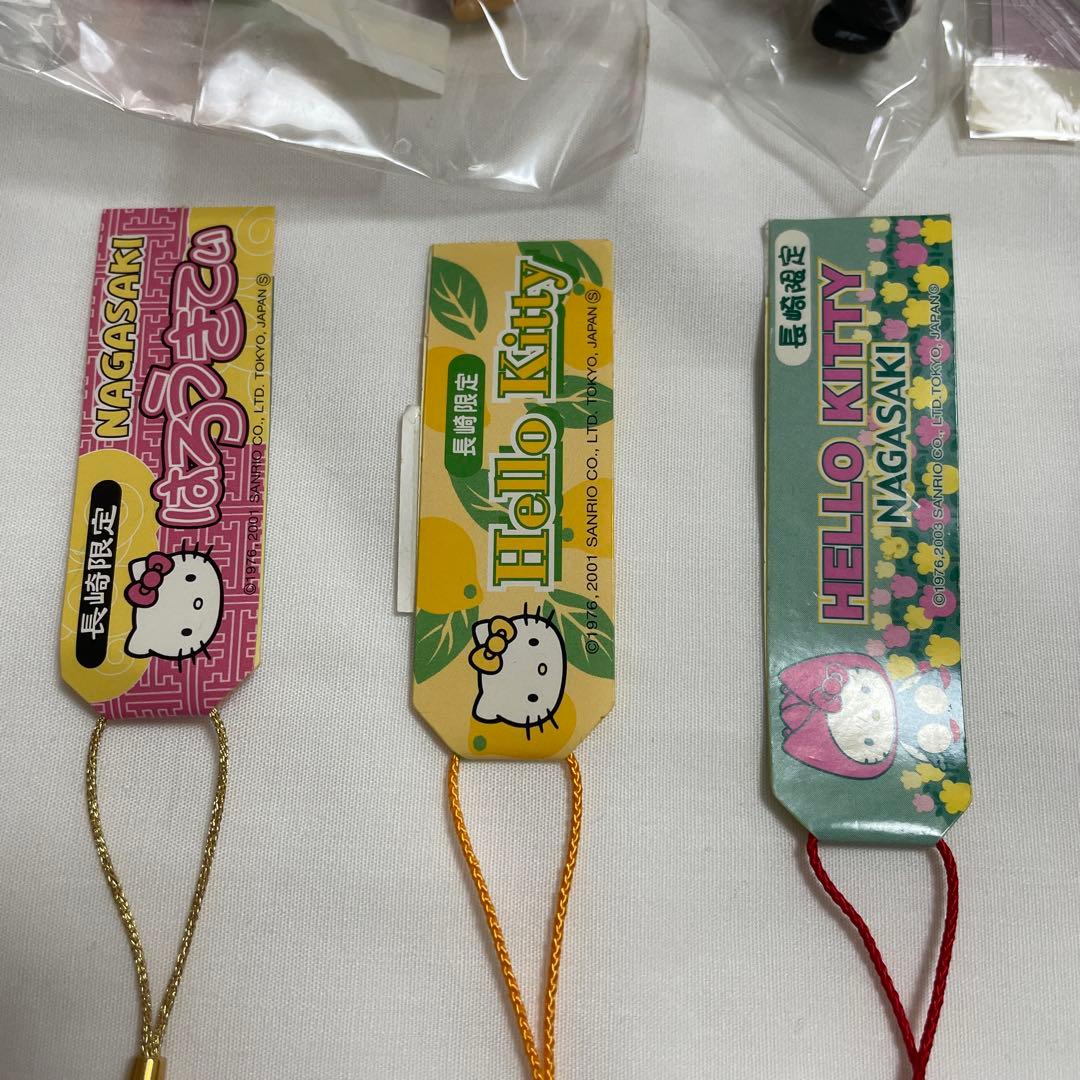 NAGASAKI
はろうきてぃ
長崎限定
©1976, 2001 SANRIO CO., LTD. TOKYO, JAPAN Ⓢ
長崎限定
Hello Kitty
©1976, 2001 SANRIO CO., LTD. TOKYO, JAPAN Ⓢ
長崎限定
HELLO KITTY
NAGASAKI
©1976,2003 SANRIO CO., LTD.TOKYO, JAPANⓈ